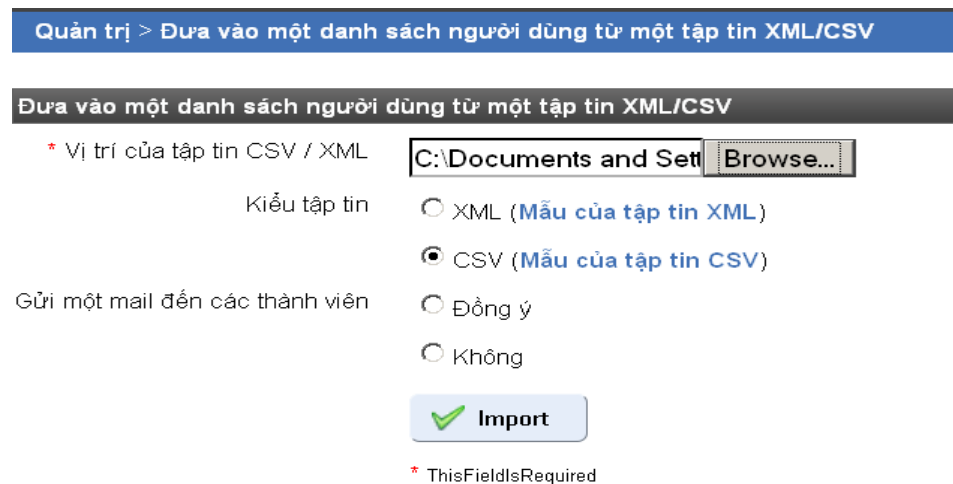 Quản trị > Đưa vào một danh sách người dùng từ một tập tin XML/CSV
Đưa vào một danh sách người dùng từ một tập tin XML/CSV
* Vị trí của tập tin CSV / XML C:\Documents and Sett Browse...
Kiểu tập tin XML (Mẫu của tập tin XML)
CSV (Mẫu của tập tin CSV)
Gửi một mail đến các thành viên Đồng ý
Không
Import
* ThisFieldIsRequired